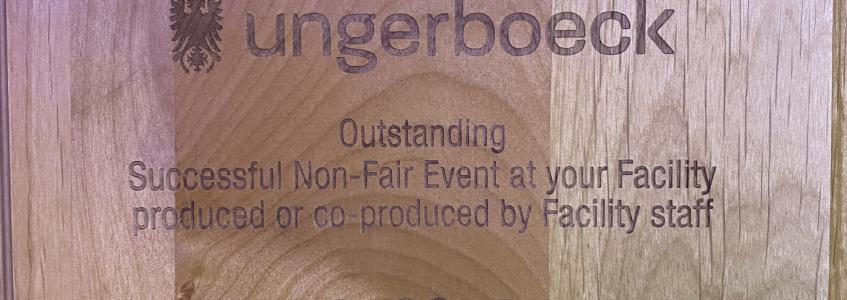 ungerboeck
Outstanding
Successful Non-Fair Event at your Facility
produced or co-produced by Facility staff